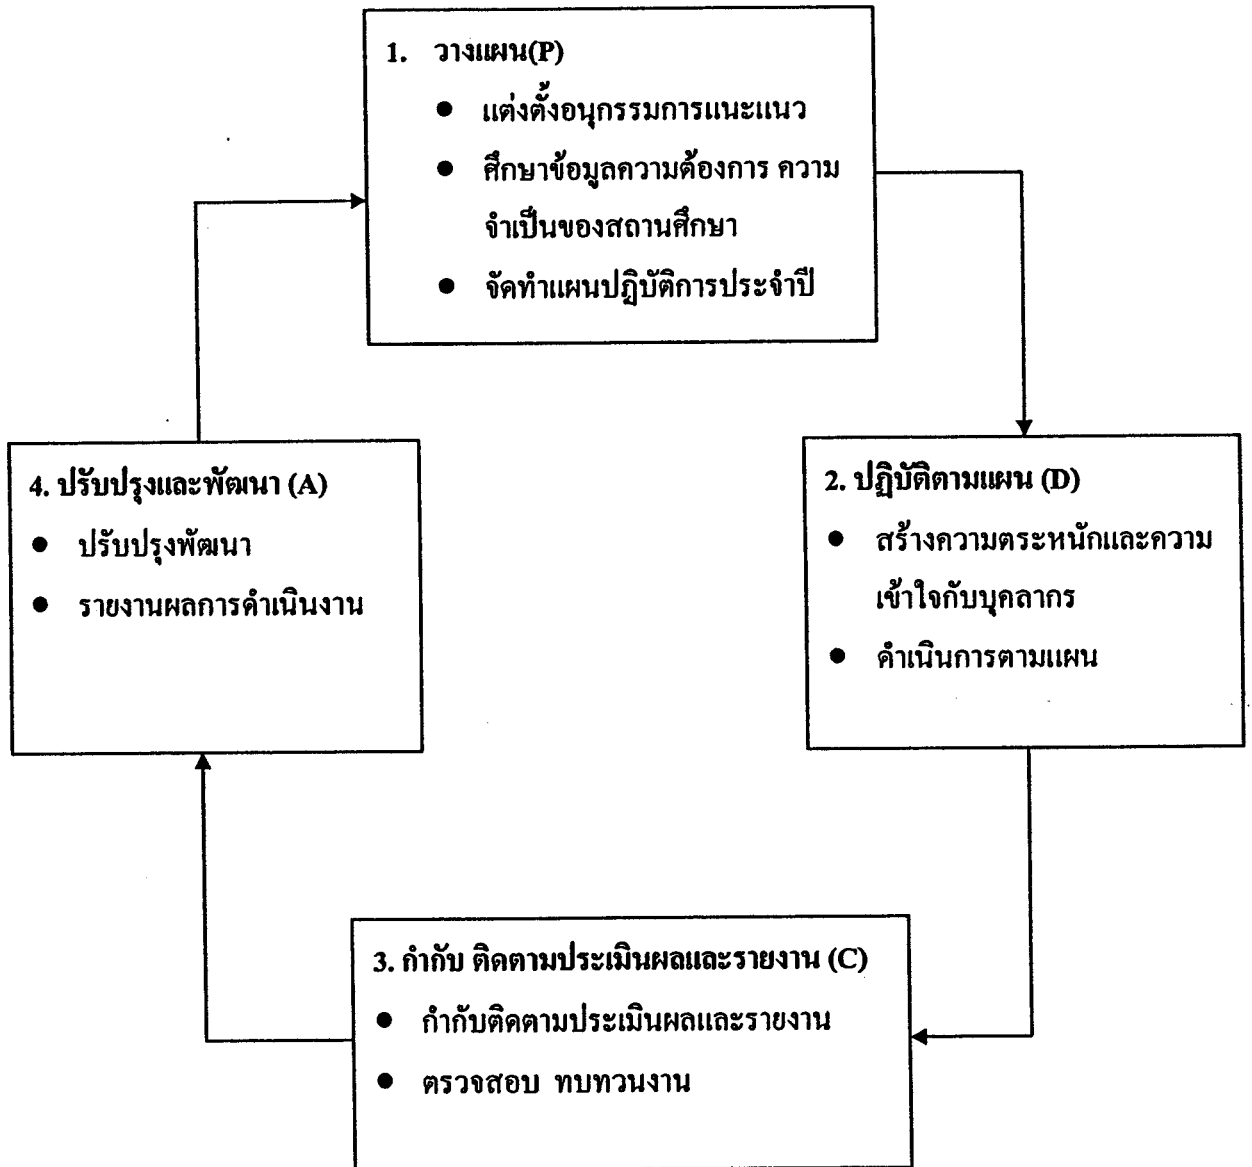 1. วางแผน(P)
● แต่งตั้งอนุกรรมการแนะแนว
● ศึกษาข้อมูลความต้องการ ความ
จำเป็นของสถานศึกษา
● จัดทำแผนปฏิบัติการประจำปี
2. ปฏิบัติตามแผน (D)
● สร้างความตระหนักและความ
เข้าใจกับบุคลากร
● ดำเนินการตามแผน
3. กำกับ ติดตามประเมินผลและรายงาน (C)
● กำกับติดตามประเมินผลและรายงาน
● ตรวจสอบ ทบทวนงาน
4. ปรับปรุงและพัฒนา (A)
● ปรับปรุงพัฒนา
● รายงานผลการดำเนินงาน